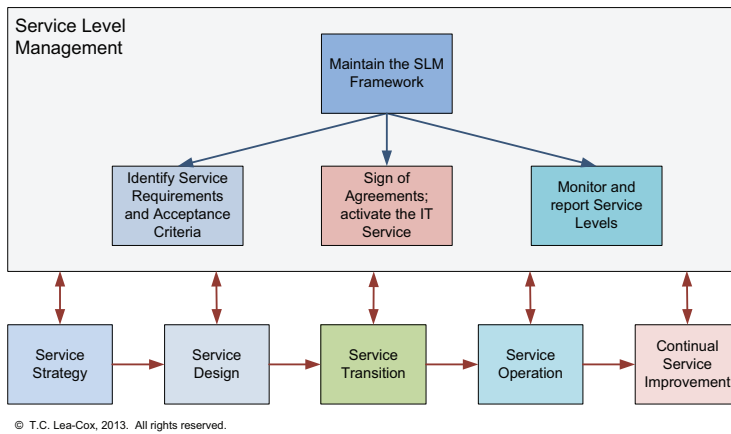 Service Level
Management
Maintain the SLM
Framework
Identify Service
Requirements
and Acceptance
Criteria
Sign of
Agreements;
activate the IT
Service
Monitor and
report Service
Levels
Service
Strategy
Service
Design
Service
Transition
Service
Operation
Continual
Service
Improvement
© T.C. Lea-Cox, 2013. All rights reserved.